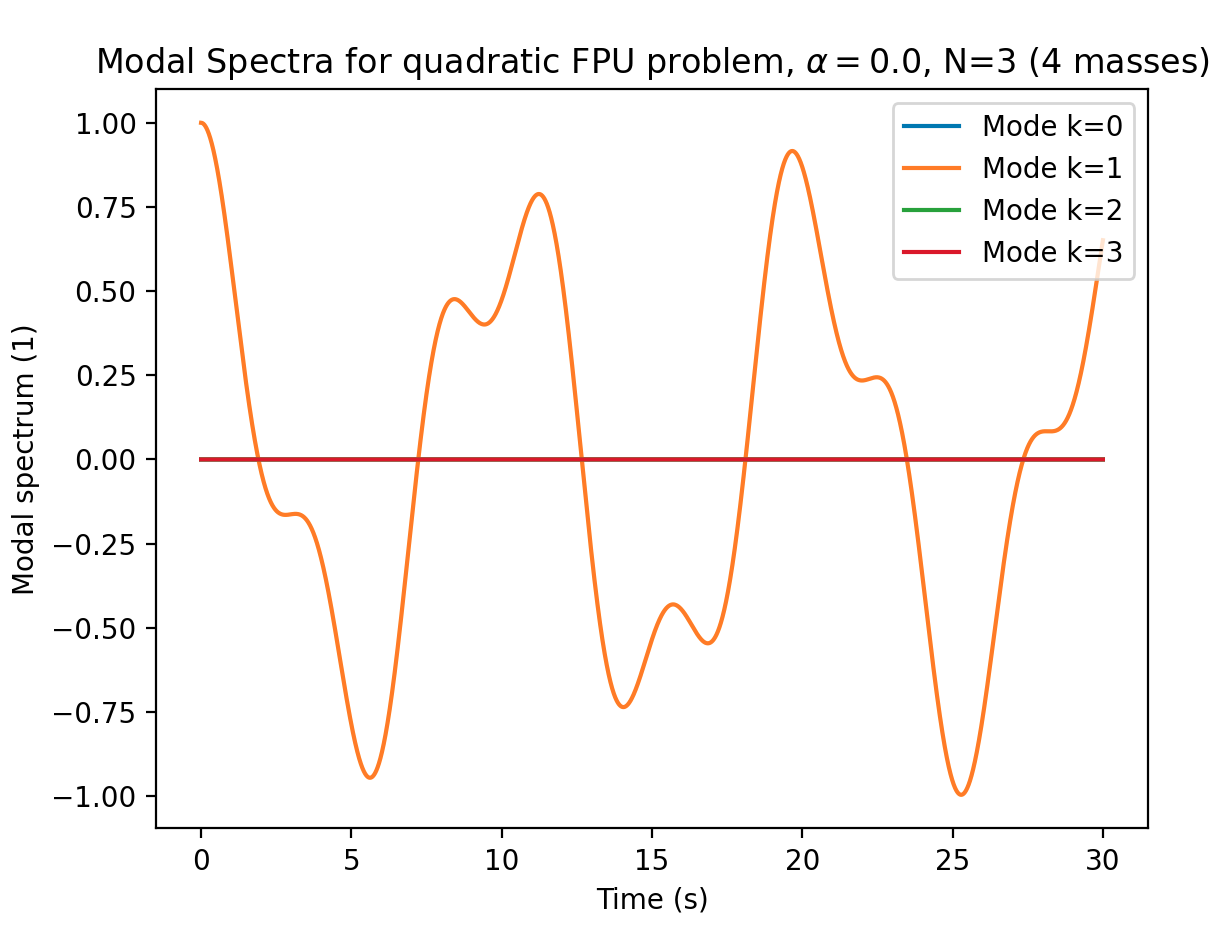 Modal Spectra for quadratic FPU problem, α = 0.0, N=3 (4 masses)
Modal spectrum (1)
1.00
0.75
0.50
0.25
0.00
−0.25
−0.50
−0.75
−1.00
Mode k=0
Mode k=1
Mode k=2
Mode k=3
0 5 10 15 20 25 30
Time (s)